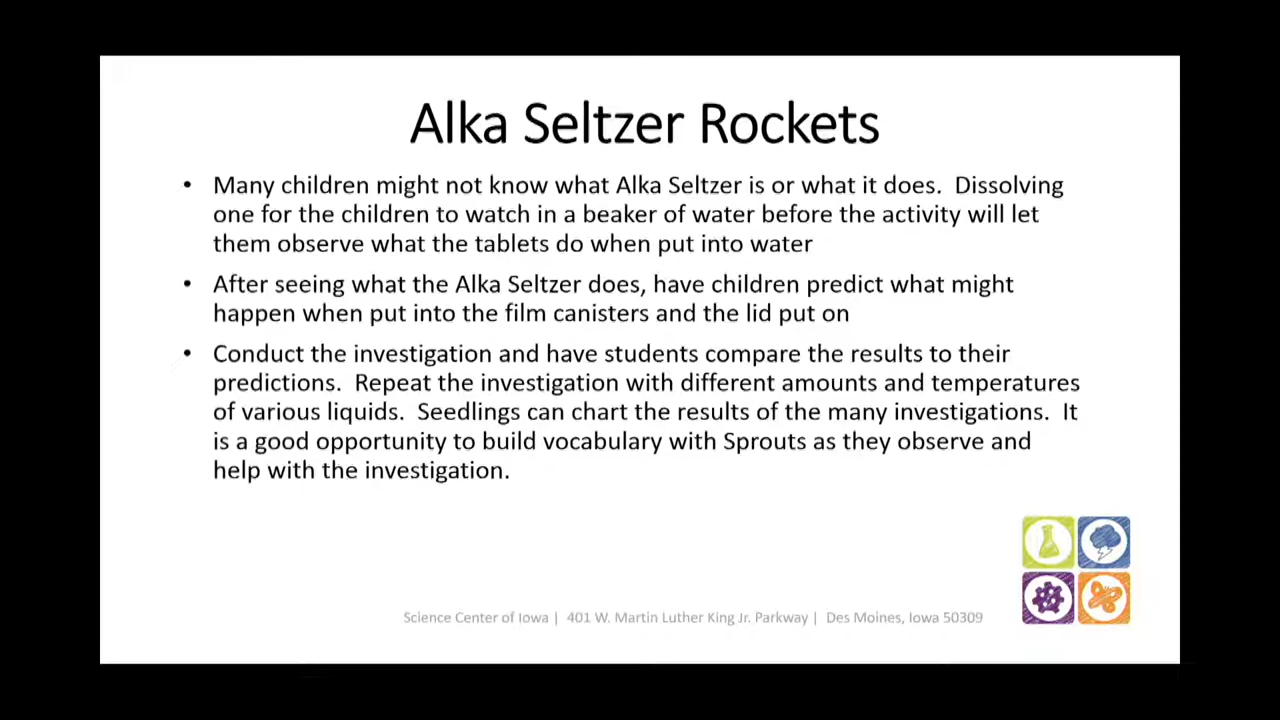 Alka Seltzer Rockets
• Many children might not know what Alka Seltzer is or what it does.  Dissolving
one for the children to watch in a beaker of water before the activity will let
them observe what the tablets do when put into water
• After seeing what the Alka Seltzer does, have children predict what might
happen when put into the film canisters and the lid put on
• Conduct the investigation and have students compare the results to their
predictions.  Repeat the investigation with different amounts and temperatures
of various liquids.  Seedlings can chart the results of the many investigations.  It
is a good opportunity to build vocabulary with Sprouts as they observe and
help with the investigation.
Science Center of Iowa |  401 W. Martin Luther King Jr. Parkway |  Des Moines, Iowa 50309